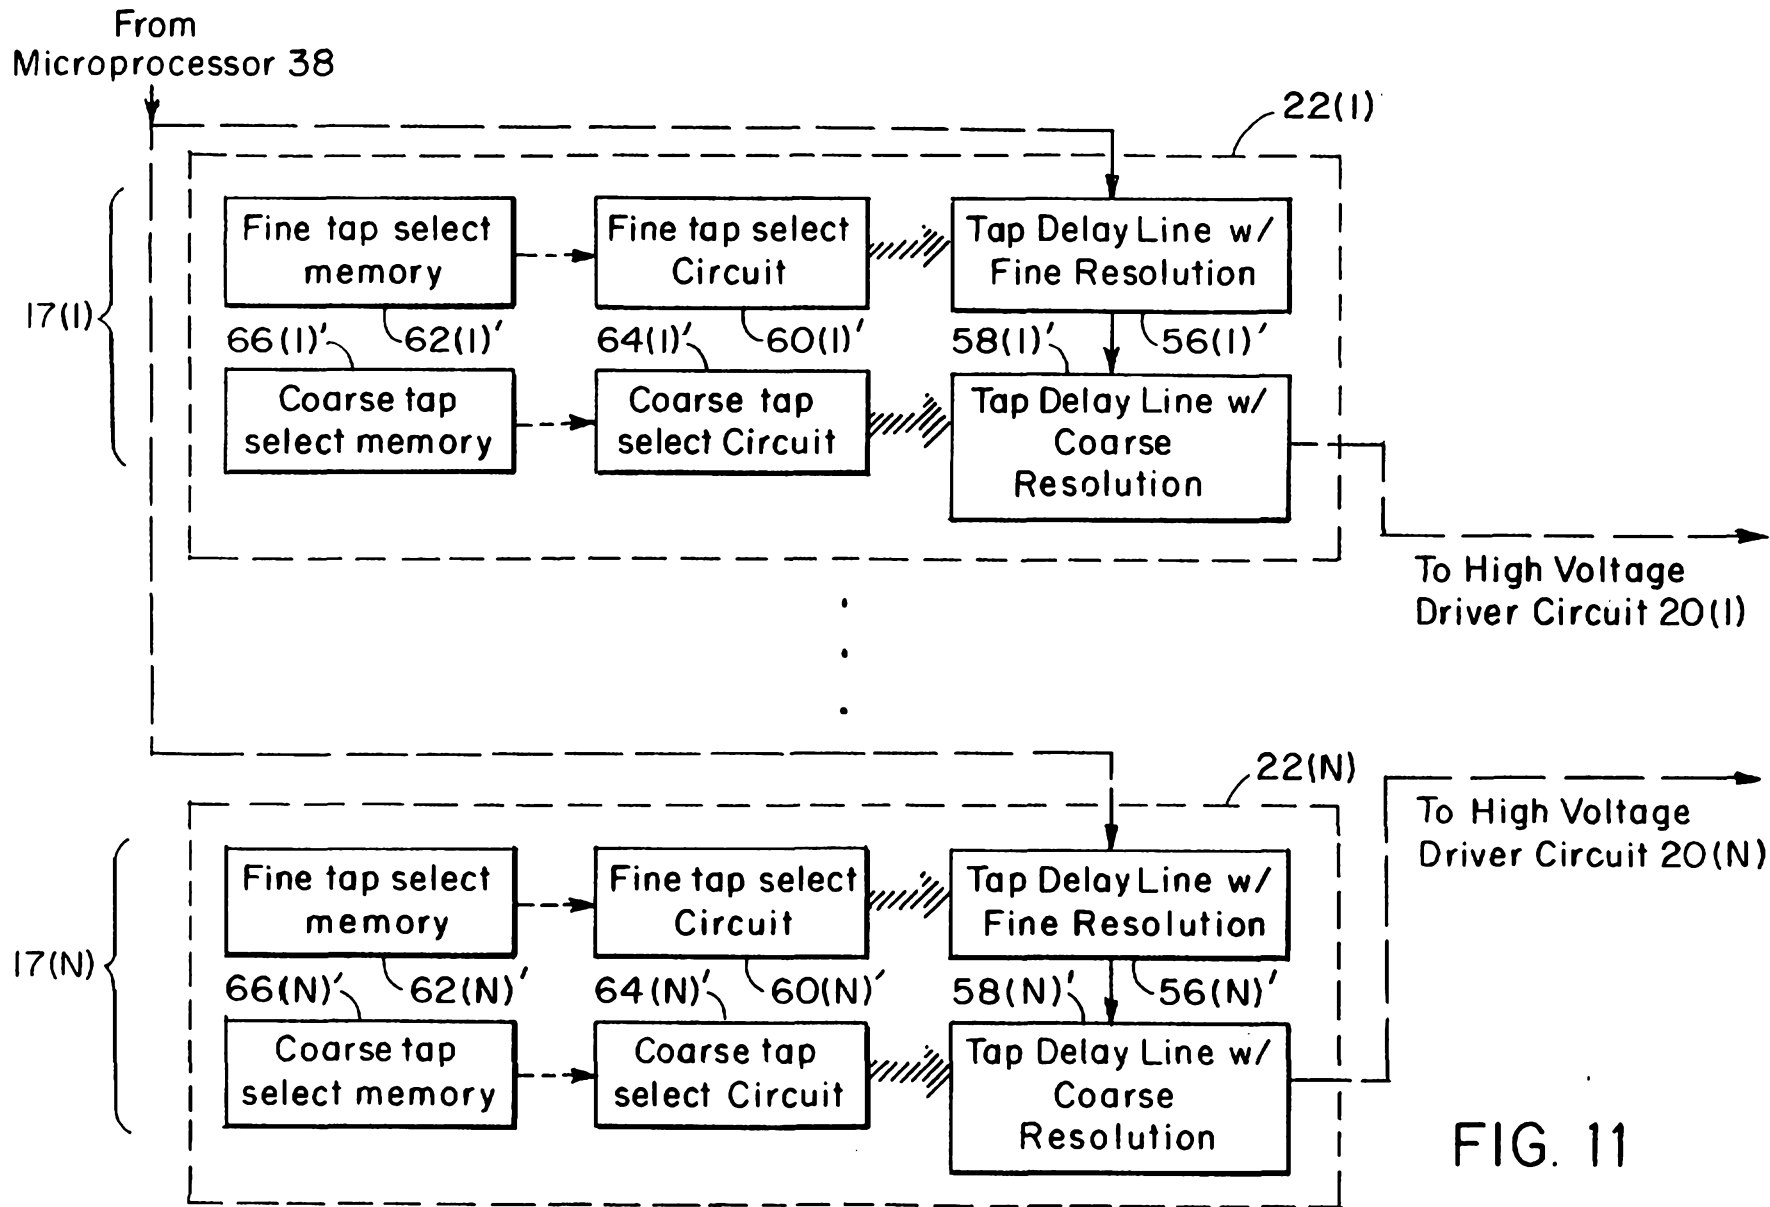 From
Microprocessor 38
22(1)
Fine tap select
memory
Fine tap select
Circuit
Tap Delay Line w/
Fine Resolution
17(1)
66(1)'
62(1)'
64(1)'
60(1)'
58(1)'
56(1)'
Coarse tap
select memory
Coarse tap
select Circuit
Tap Delay Line w/
Coarse
Resolution
To High Voltage
Driver Circuit 20(1)
22(N)
To High Voltage
Driver Circuit 20(N)
Fine tap select
memory
Fine tap select
Circuit
Tap Delay Line w/
Fine Resolution
17(N)
66(N)'
62(N)'
64(N)'
60(N)'
58(N)'
56(N)'
Coarse tap
select memory
Coarse tap
select Circuit
Tap Delay Line w/
Coarse
Resolution
FIG. 11